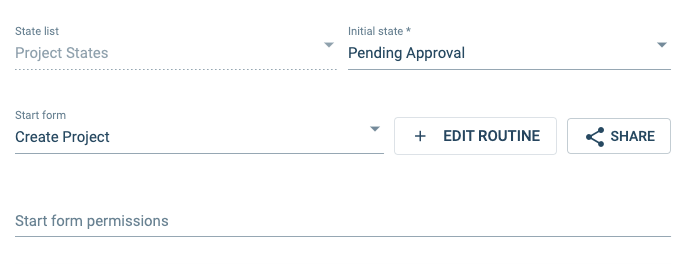 State list
Initial state *
Project States
Pending Approval
Start form
Create Project
+ EDIT ROUTINE
SHARE
Start form permissions